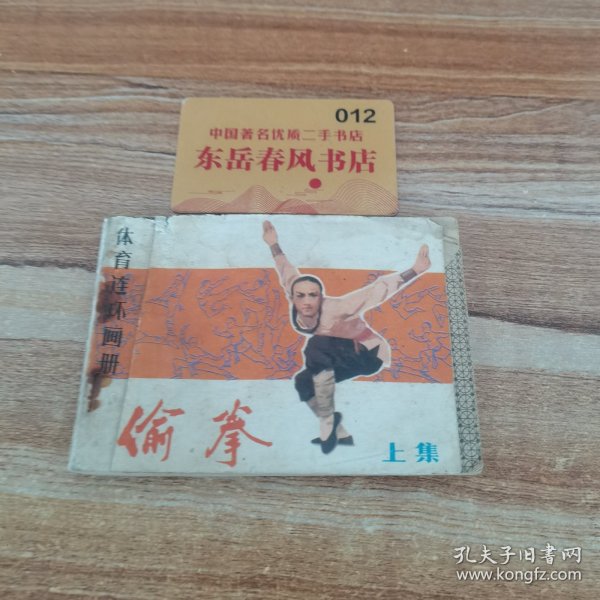 012
中国著名优质二手书店
东岳春风书店
体育连环画册
偷拳
上集
孔夫子旧书网
www.kongfz.com